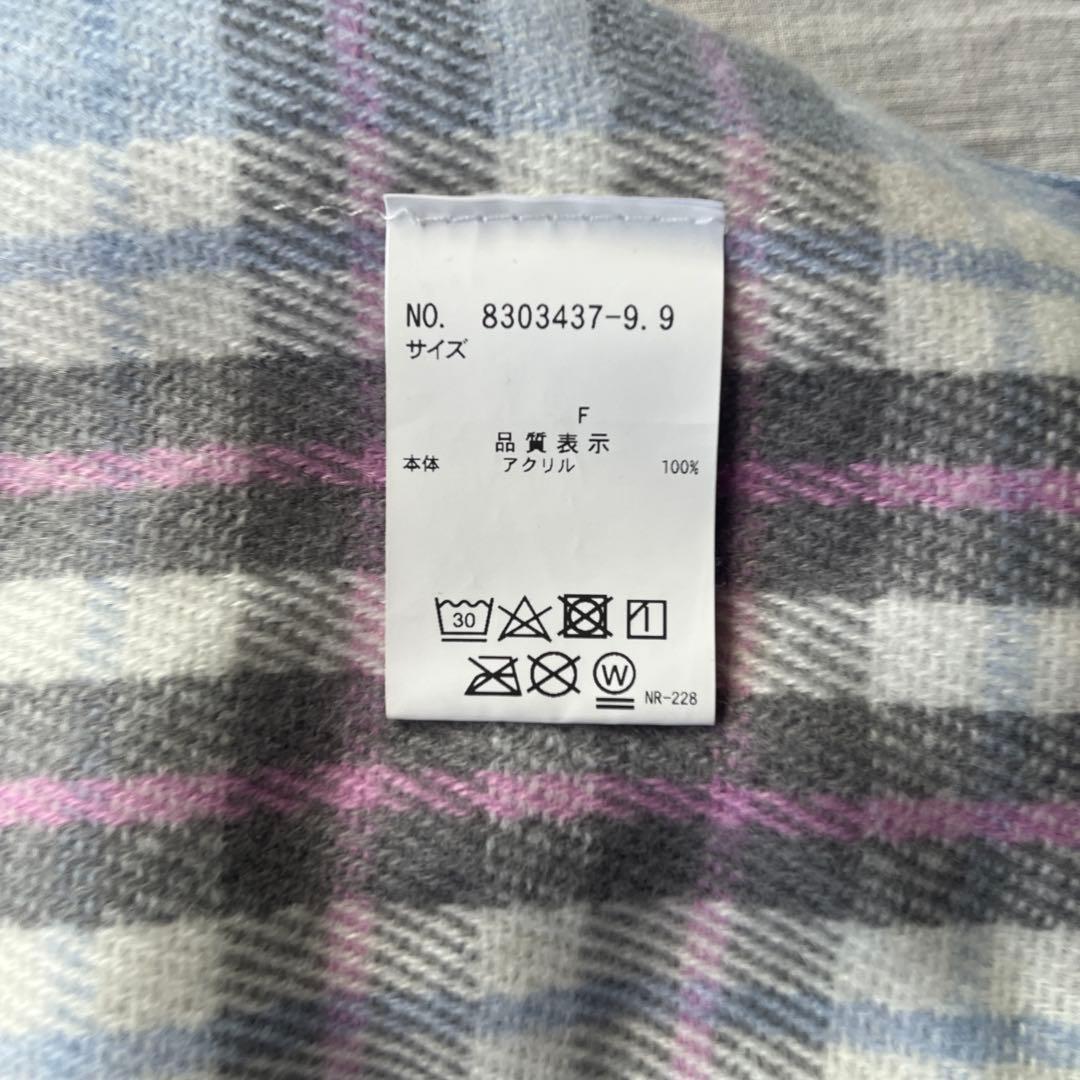 NO. 8303437-9.9
サイズ
F
品質表示
本体 アクリル 100%
30
W
NR-228